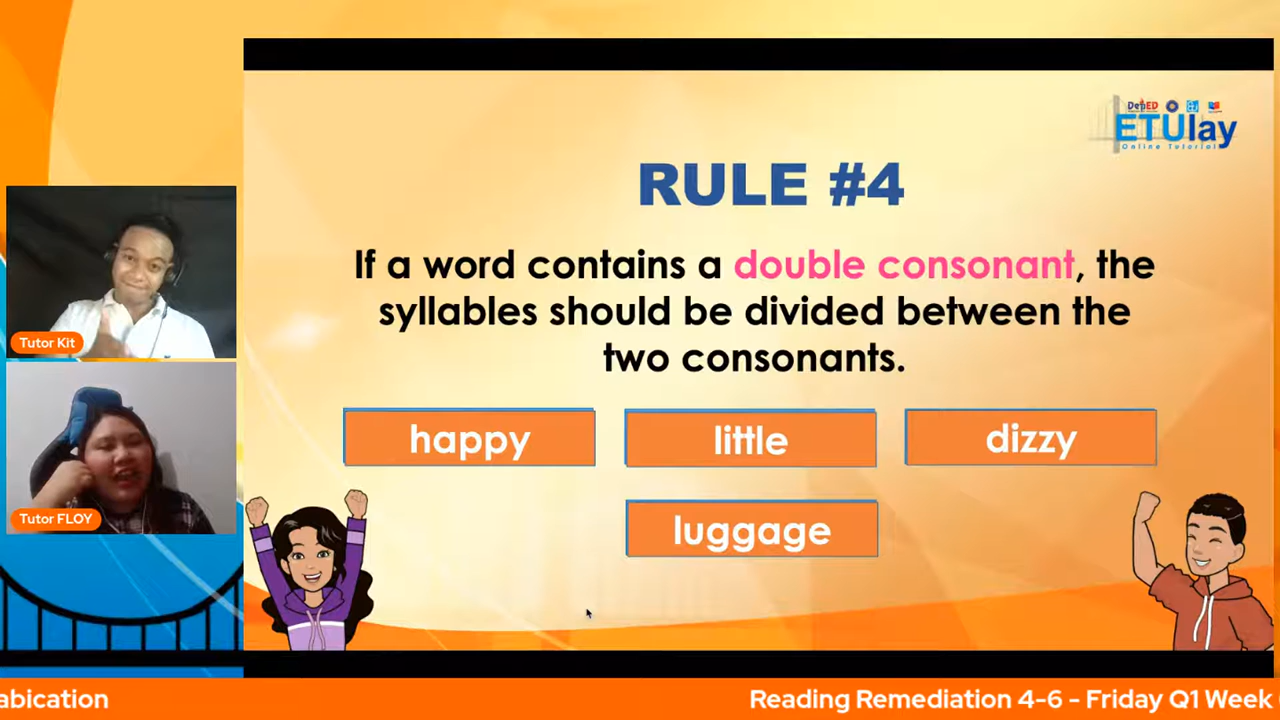 DepED
ETUlay
Online Tutorial
RULE #4
If a word contains a double consonant, the
syllables should be divided between the
two consonants.
happy
little
dizzy
luggage
Tutor Kit
Tutor FLOY
abication
Reading Remediation 4-6 - Friday Q1 Week